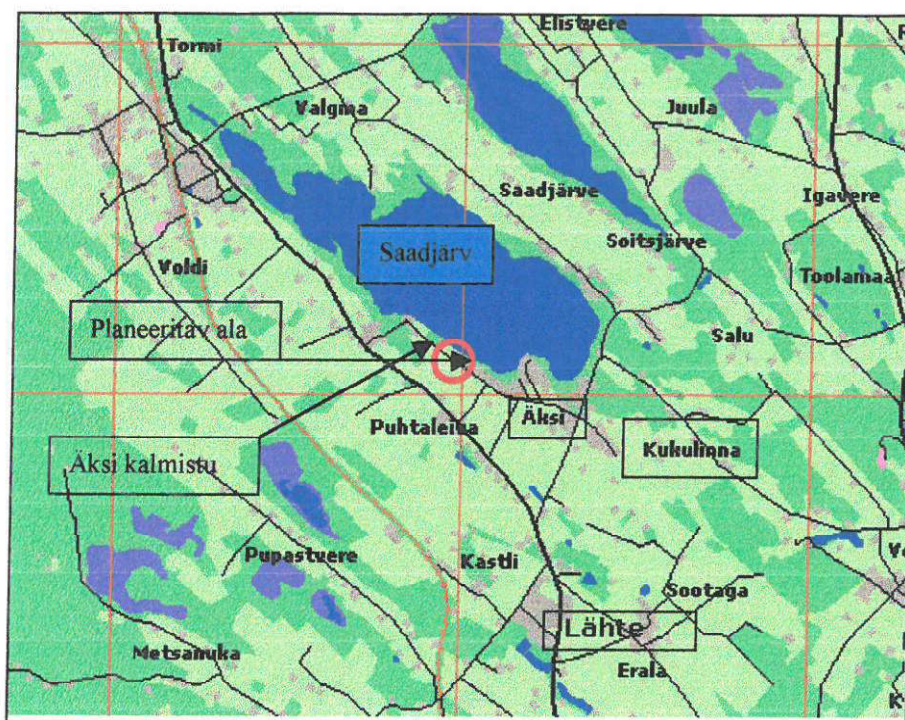 Elistvere
Tormi
Valgma
Juula
Saadjärve
Igavere
Soitsjärve
Saadjärv
Voldi
Toolamaa
Planeeritav ala
Salu
Äksi
Puhtaleiva
Kukulinna
Äksi kalmistu
Pupastvere
Kastli
Sootaga
Lähte
Metsanuka
Erala